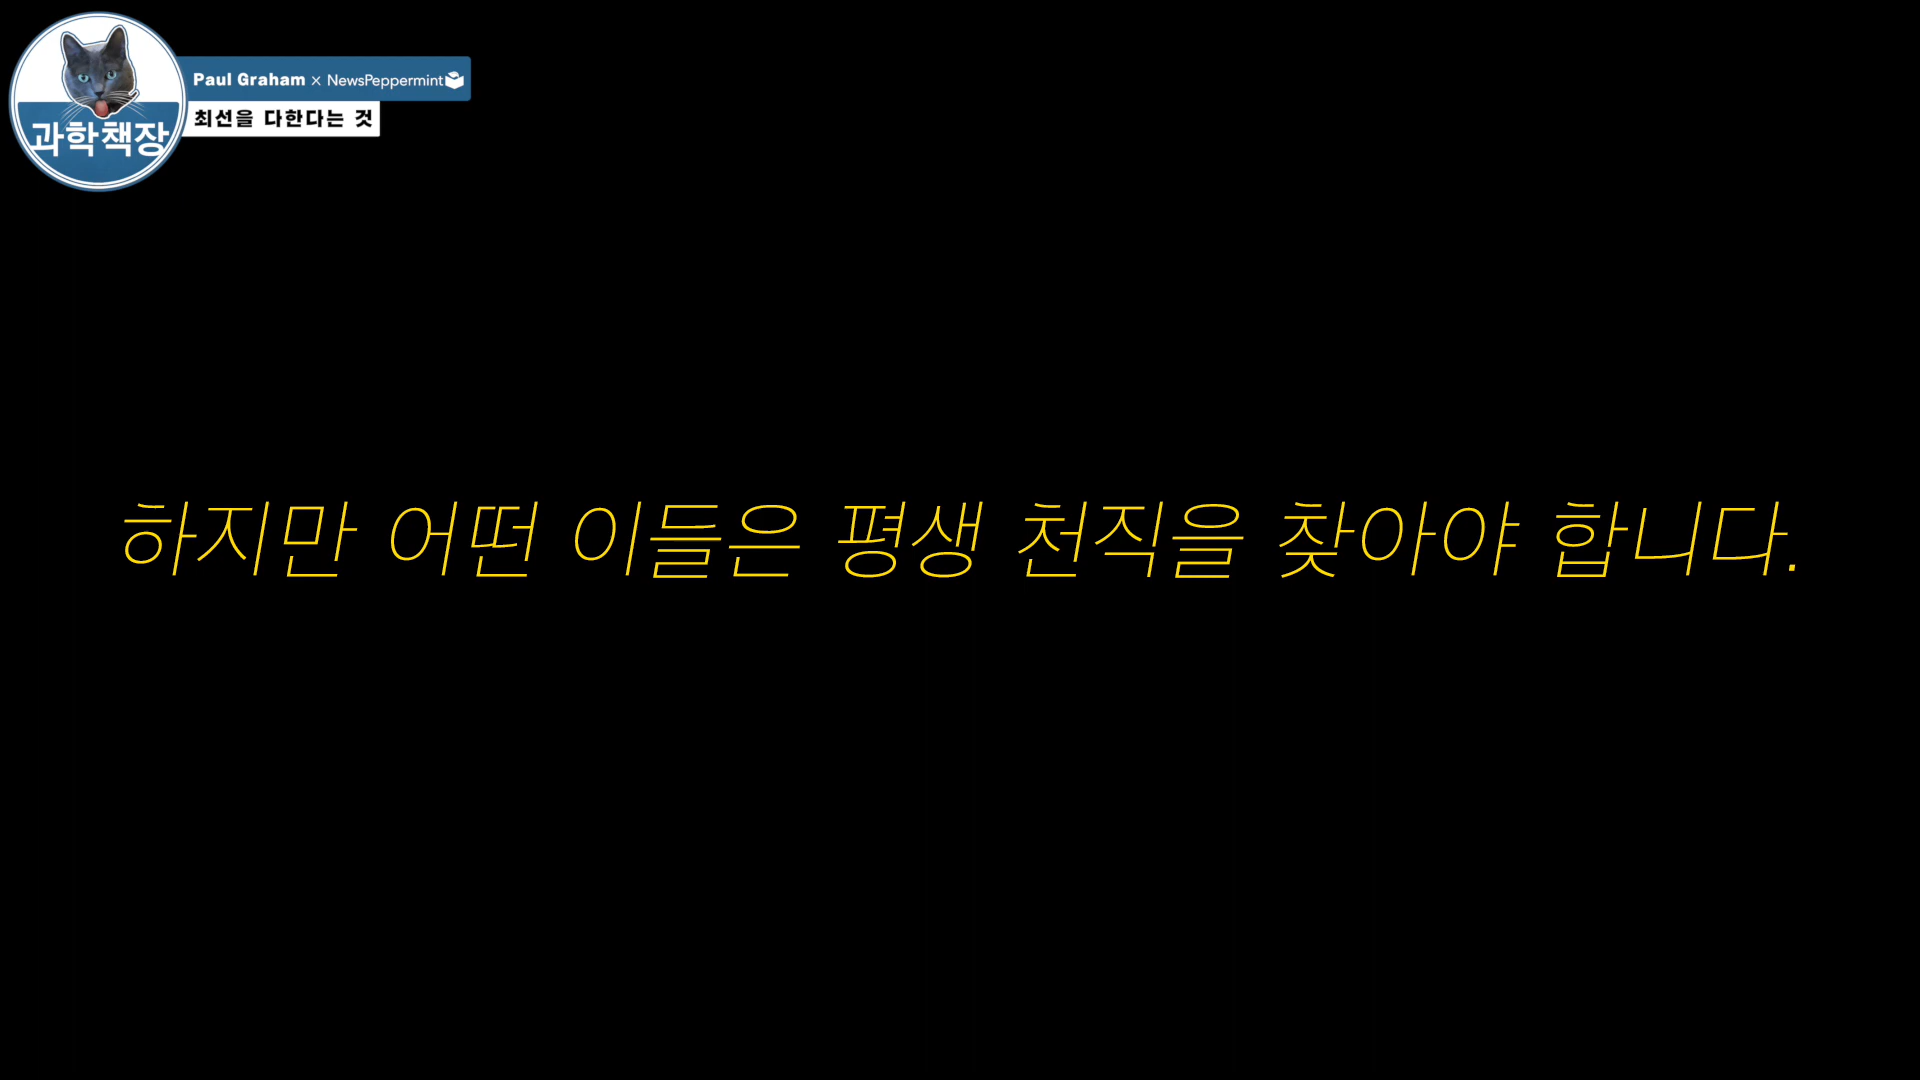 Paul Graham × NewsPeppermint
최선을 다한다는 것
과학책장
하지만 어떤 이들은 평생 천직을 찾아야 합니다.